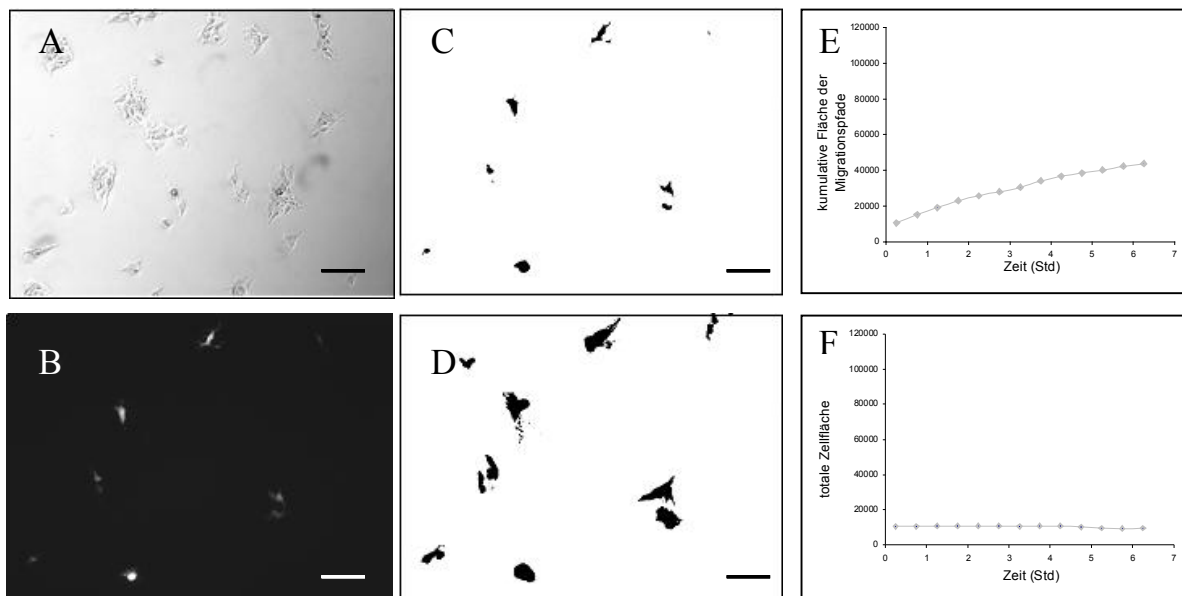 A
B
C
D
E
kumulative Fläche der
Migrationspfade
120000
100000
80000
60000
40000
20000
0
0 1 2 3 4 5 6 7
Zeit (Std)
F
totale Zellfläche
120000
100000
80000
60000
40000
20000
0
0 1 2 3 4 5 6 7
Zeit (Std)